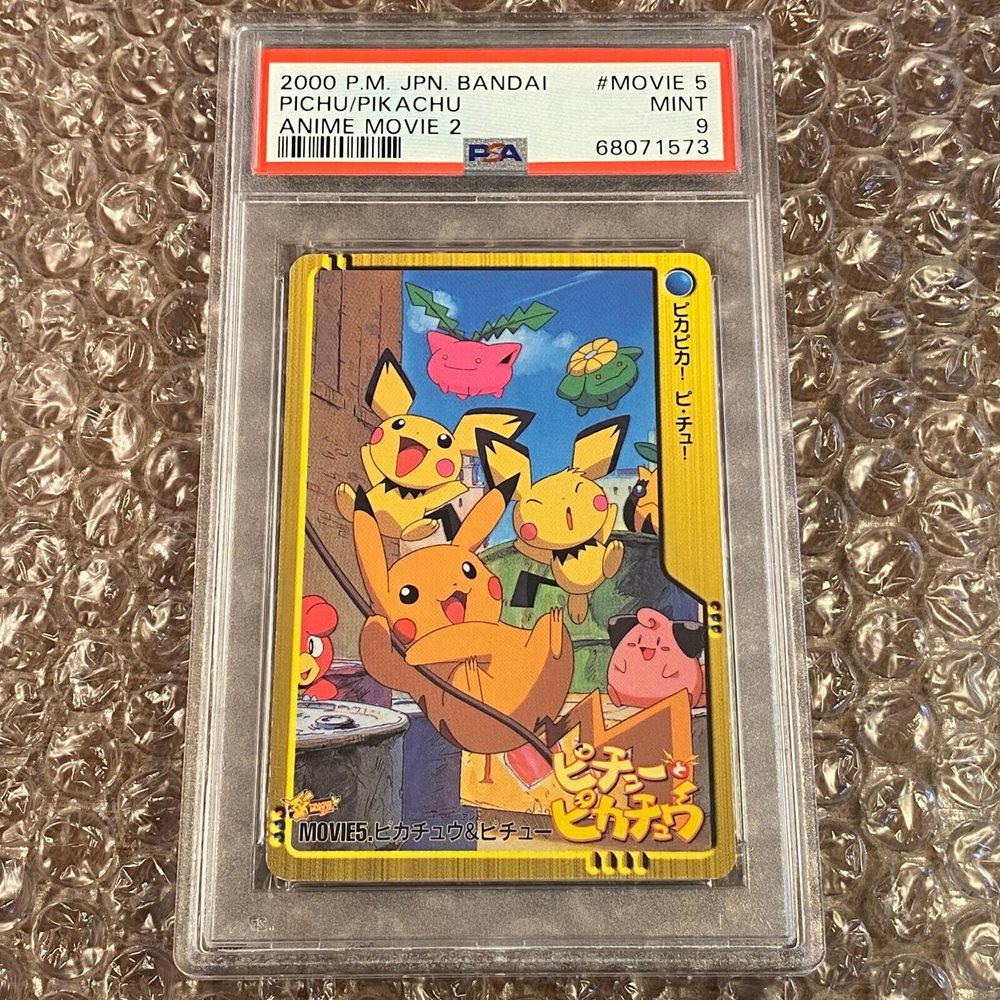 2000 P.M. JPN. BANDAI #MOVIE 5
PICHU/PIKACHU MINT
ANIME MOVIE 2 9
PSA 68071573
ピカピカ! ピ・チュ!
ピチューと
ピカチュウ
MOVIE5.ピカチュウ&ピチュー